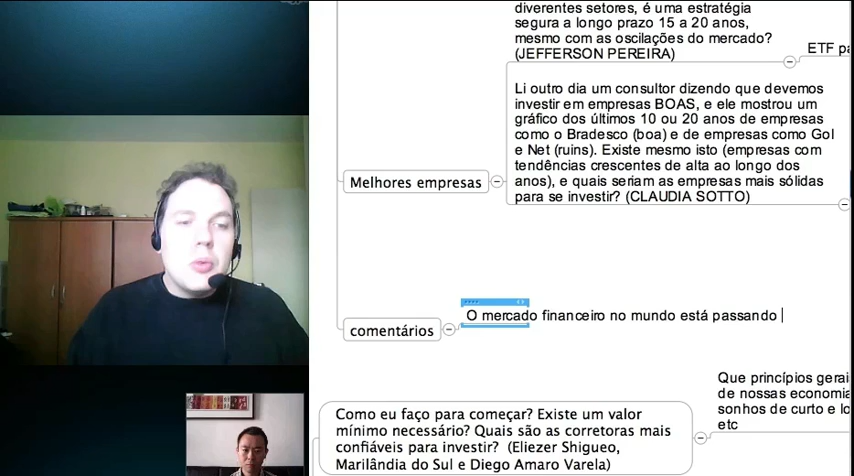 diverentes setores, é uma estratégia
segura a longo prazo 15 a 20 anos,
mesmo com as oscilações do mercado?
(JEFFERSON PEREIRA)
ETF
Li outro dia um consultor dizendo que devemos
investir em empresas BOAS, e ele mostrou um
gráfico dos últimos 10 ou 20 anos de empresas
como o Bradesco (boa) e de empresas como Gol
e Net (ruins). Existe mesmo isto (empresas com
tendências crescentes de alta ao longo dos
anos), e quais seriam as empresas mais sólidas
para se investir? (CLAUDIA SOTTO)
Melhores empresas
O mercado financeiro no mundo está passando
comentários
Que princípios gerai
de nossas economia
sonhos de curto e lo
etc
Como eu faço para começar? Existe um valor
mínimo necessário? Quais são as corretoras mais
confiáveis para investir? (Eliezer Shigueo,
Marilândia do Sul e Diego Amaro Varela)